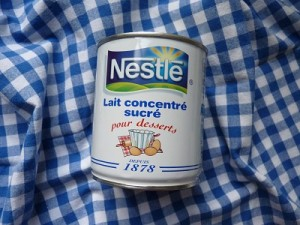 Nestlé
Lait concentré
sucré
pour desserts
DEPUIS
1878